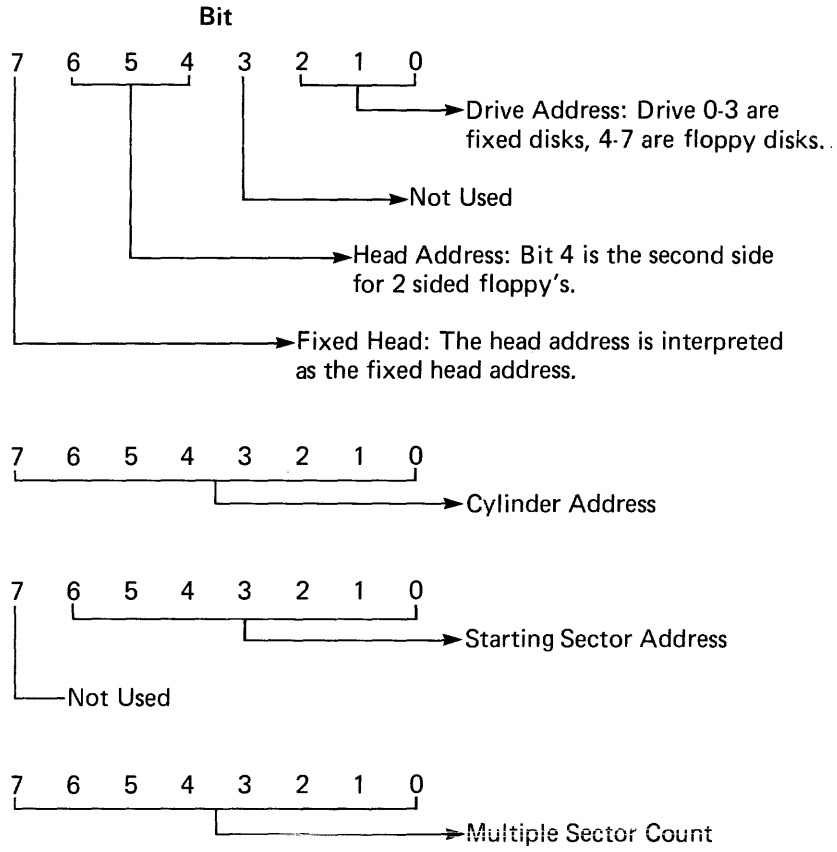 Bit
7 6 5 4 3 2 1 0
Drive Address: Drive 0-3 are
fixed disks, 4-7 are floppy disks.
Not Used
Head Address: Bit 4 is the second side
for 2 sided floppy's.
Fixed Head: The head address is interpreted
as the fixed head address.
7 6 5 4 3 2 1 0
Cylinder Address
7 6 5 4 3 2 1 0
Starting Sector Address
Not Used
7 6 5 4 3 2 1 0
Multiple Sector Count